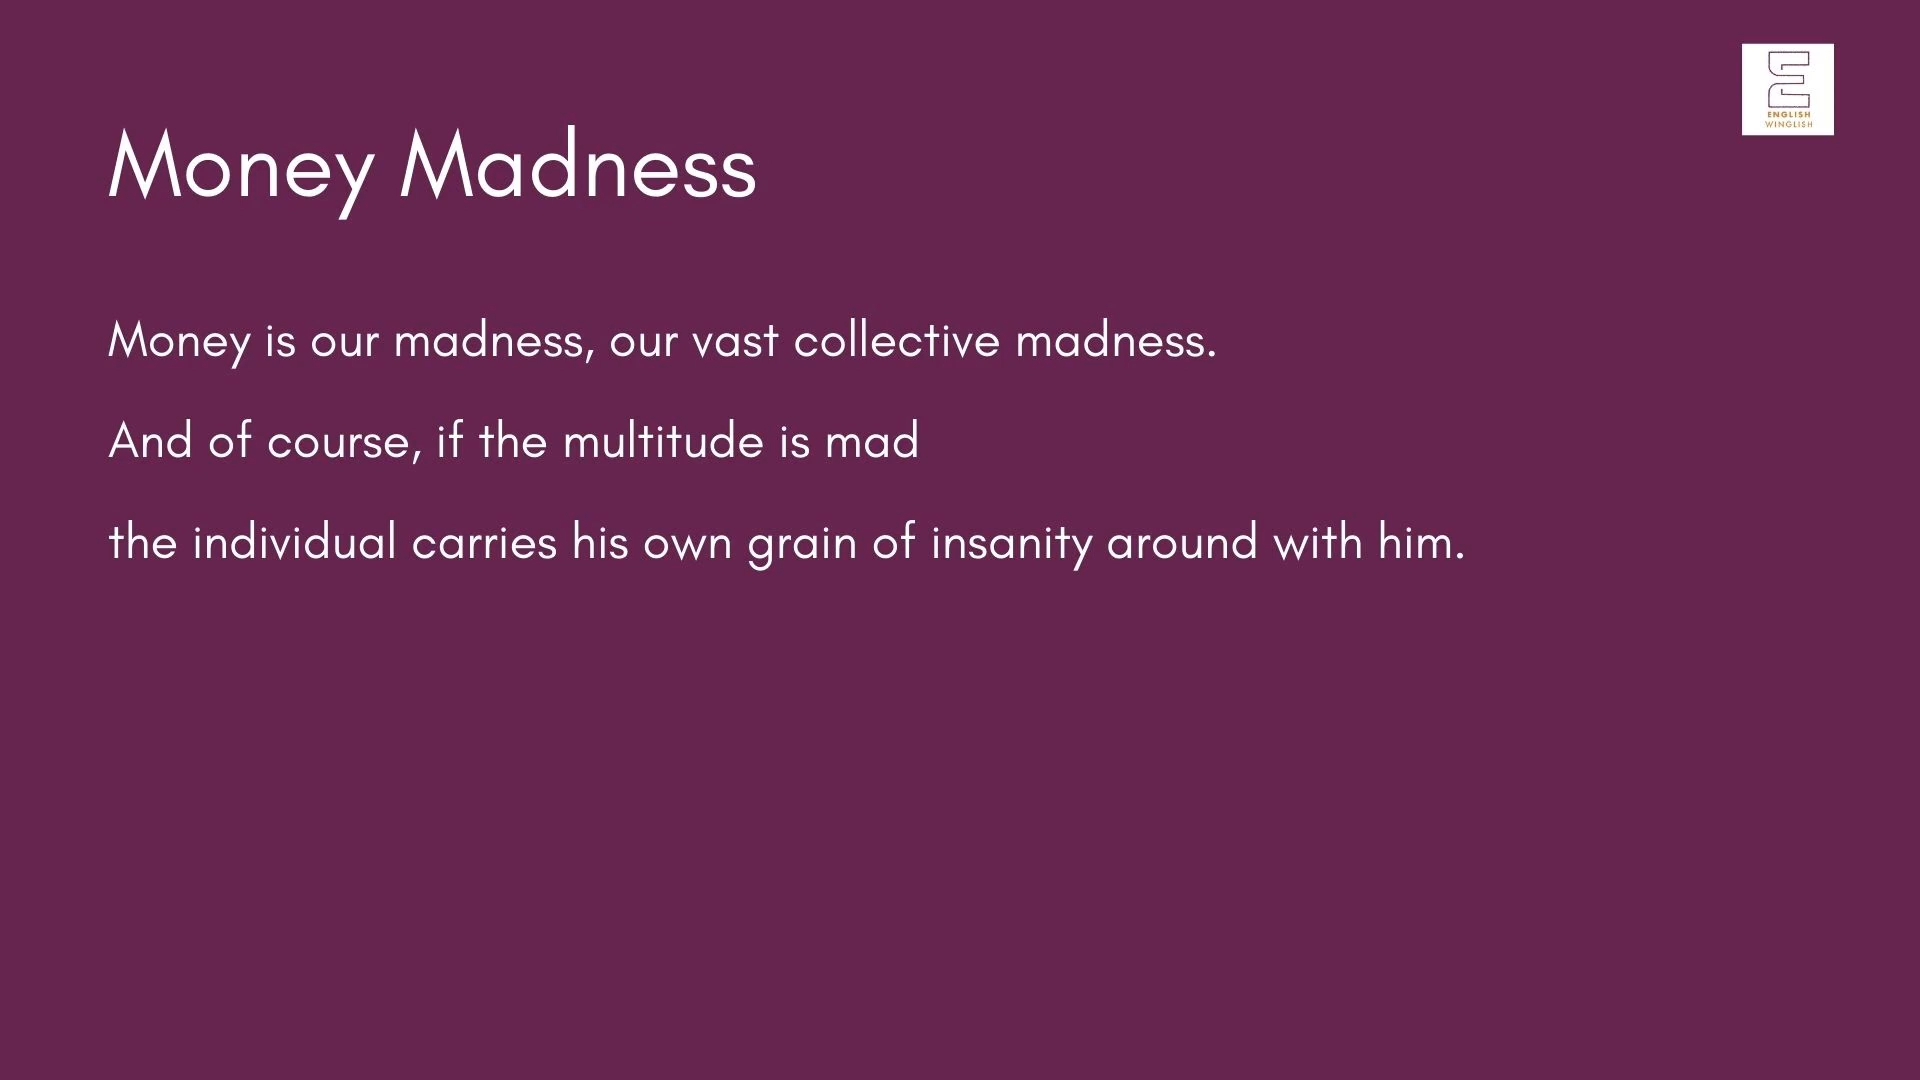 ENGLISH
WINGLISH
Money Madness
Money is our madness, our vast collective madness.
And of course, if the multitude is mad
the individual carries his own grain of insanity around with him.